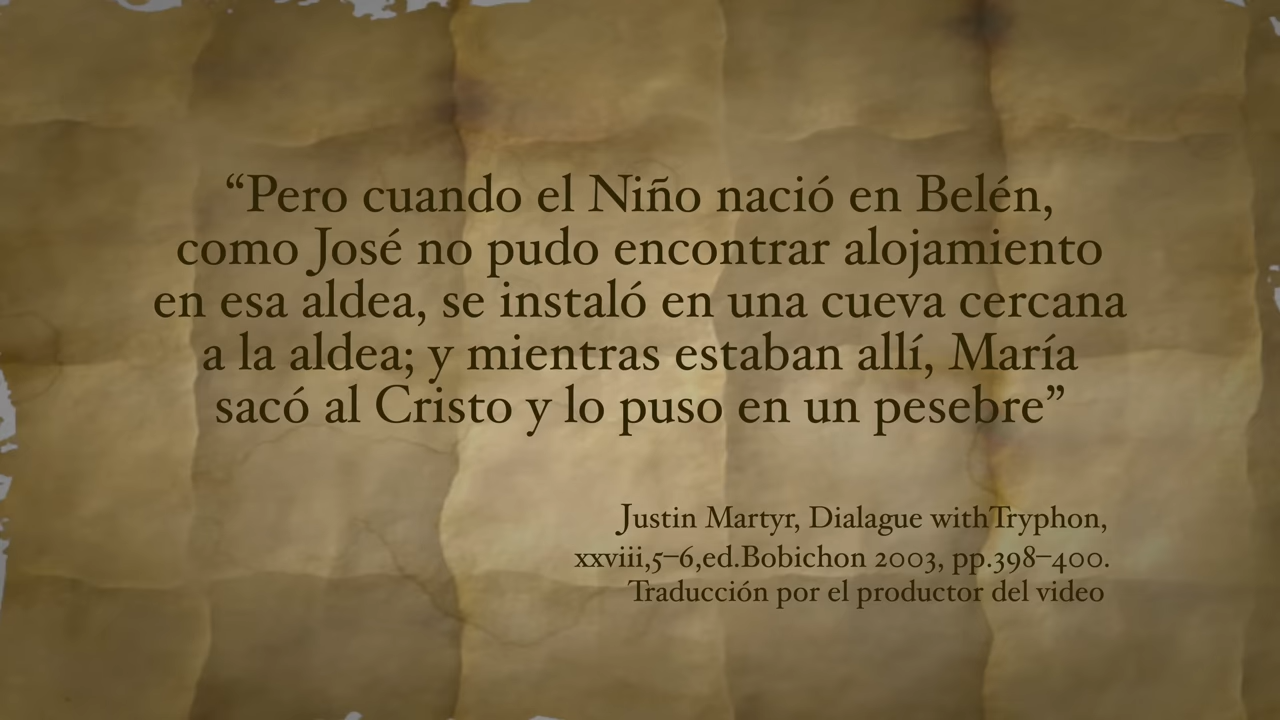 “Pero cuando el Niño nació en Belén,
como José no pudo encontrar alojamiento
en esa aldea, se instaló en una cueva cercana
a la aldea; y mientras estaban allí, María
sacó al Cristo y lo puso en un pesebre”
Justin Martyr, Dialague withTryphon,
xxviii,5–6,ed.Bobichon 2003, pp.398–400.
Traducción por el productor del video